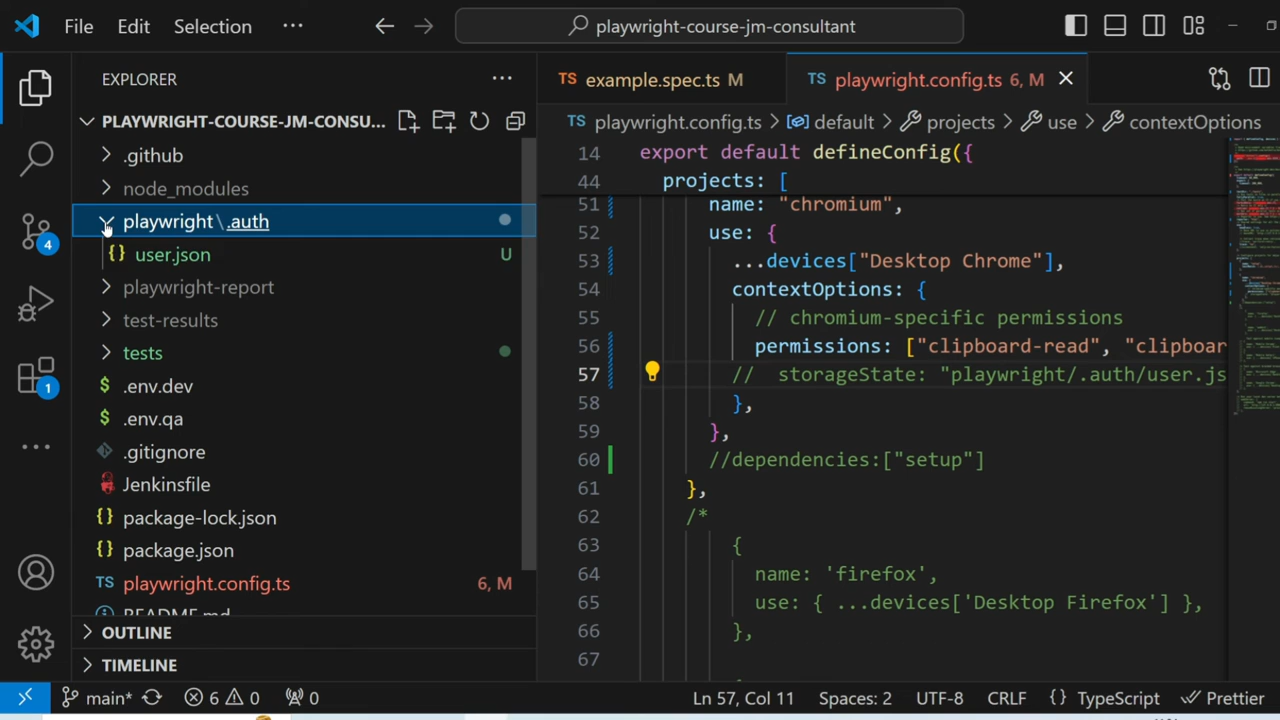 File Edit Selection ··· playwright-course-jm-consultant
EXPLORER ···
PLAYWRIGHT-COURSE-JM-CONSU...
.github
node_modules
playwright\.auth
{} user.json U
playwright-report
test-results
tests
$ .env.dev
$ .env.qa
.gitignore
Jenkinsfile
{} package-lock.json
{} package.json
TS playwright.config.ts 6, M
README.md
OUTLINE
TIMELINE
4
1
TS example.spec.ts M TS playwright.config.ts 6, M
TS playwright.config.ts > default > projects > use > contextOptions
14 export default defineConfig({
44 projects: [
51 name: "chromium",
52 use: {
53 ...devices["Desktop Chrome"],
54 contextOptions: {
55 // chromium-specific permissions
56 permissions: ["clipboard-read", "clipboar
57 // storageState: "playwright/.auth/user.js
58 },
59 },
60 //dependencies:["setup"]
61 },
62 /*
63 {
64 name: 'firefox',
65 use: { ...devices['Desktop Firefox'] },
66 },
67
main* 6 0 0 Ln 57, Col 11 Spaces: 2 UTF-8 CRLF {} TypeScript Prettier